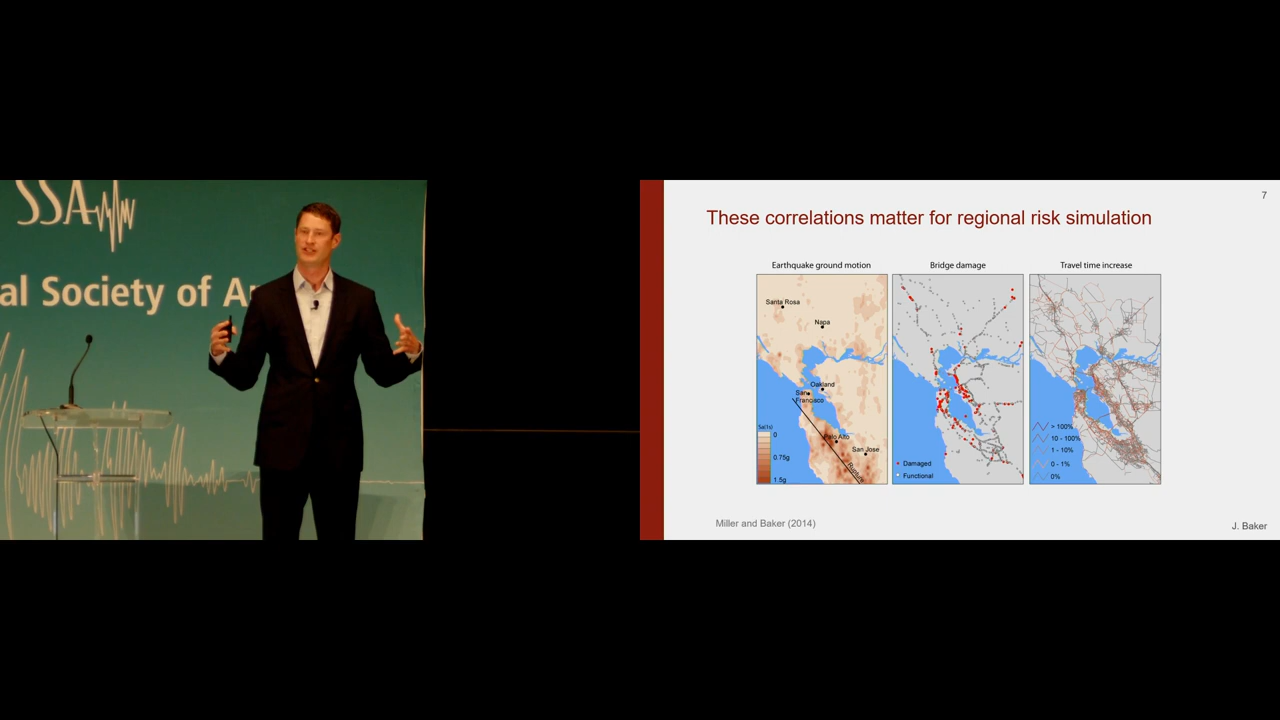 SSA
al Society of A
7
These correlations matter for regional risk simulation
Earthquake ground motion
Santa Rosa
Napa
Oakland
San
Francisco
Palo Alto
San Jose
Rupture
Sa(1s)
0
0.75g
1.5g
Bridge damage
Damaged
Functional
Travel time increase
> 100%
10 - 100%
1 - 10%
0 - 1%
0%
Miller and Baker (2014)
J. Baker